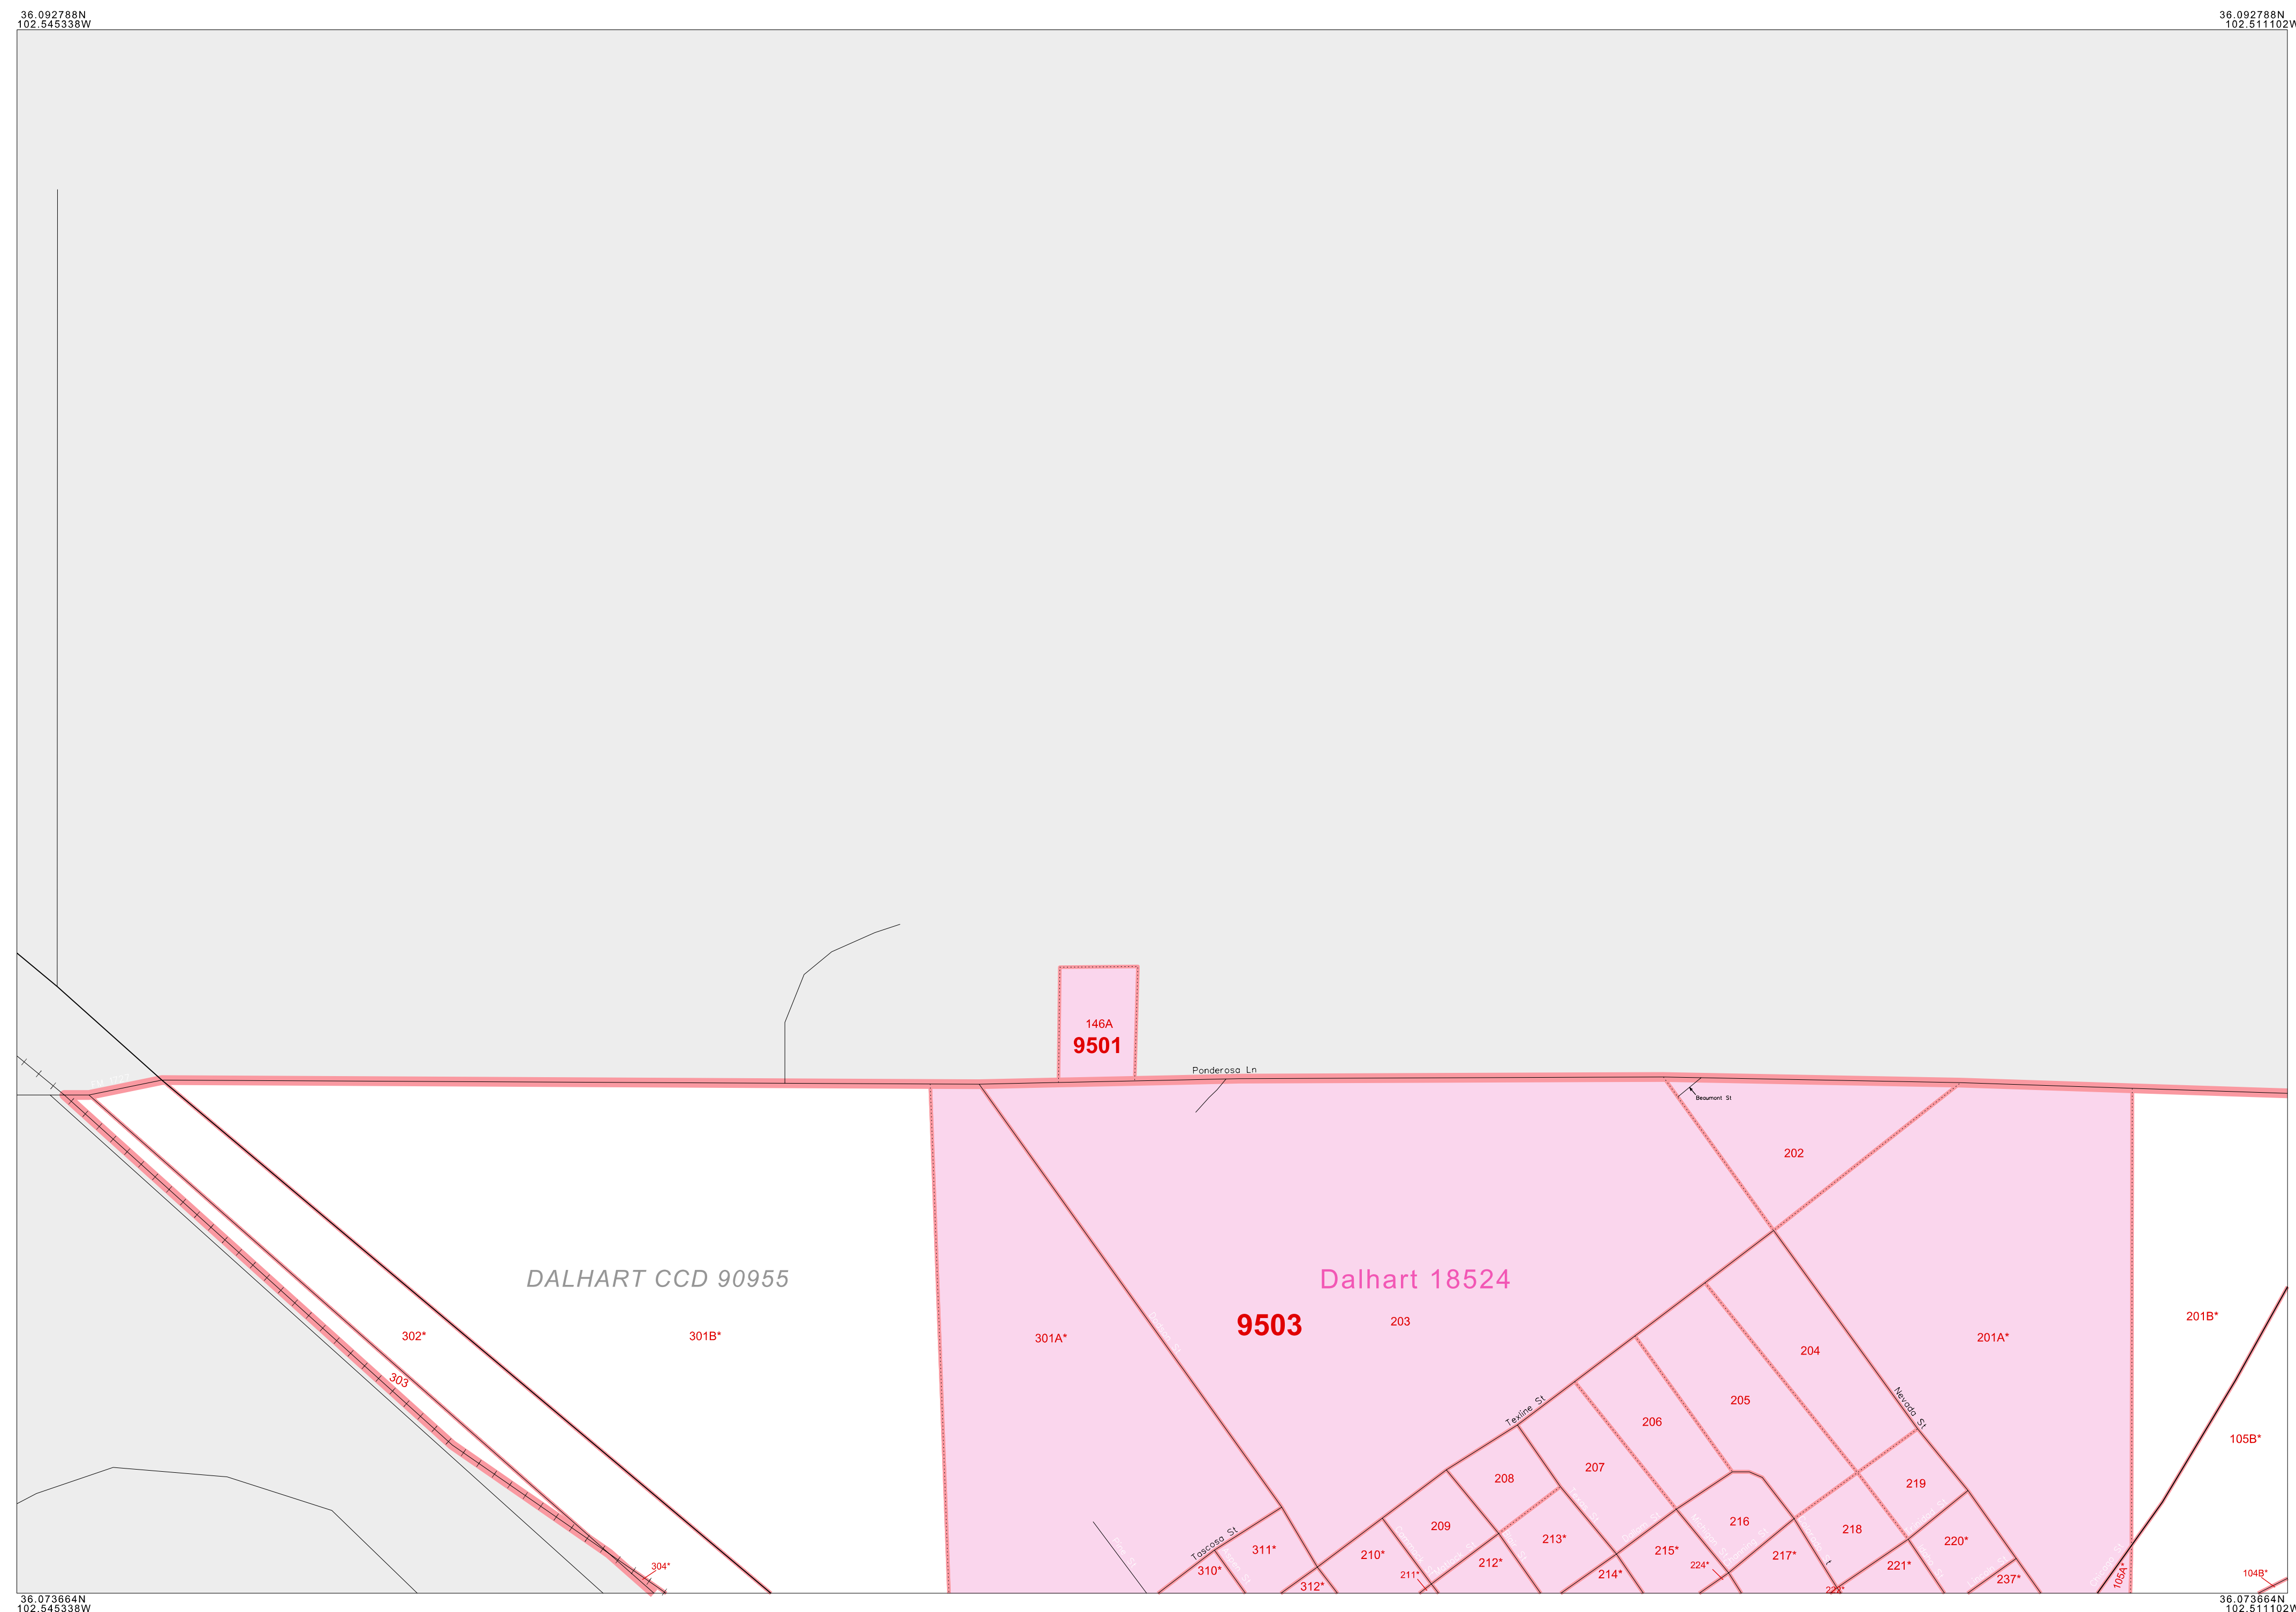 36.092788N
102.545338W
36.092788N
102.511102W
146A
9501
Ponderosa Ln
Beaumont St
202
DALHART CCD 90955
Dalhart 18524
9503
203
302*
301B*
301A*
201A*
201B*
204
303
205
Texline St
Nevada St
206
105B*
207
208
219
209
216
218
Tascosa St
311*
213*
220*
210*
215*
217*
212*
310*
224*
221*
304*
211*
214*
237*
105A*
104B*
312*
36.073664N
102.545338W
36.073664N
102.511102W